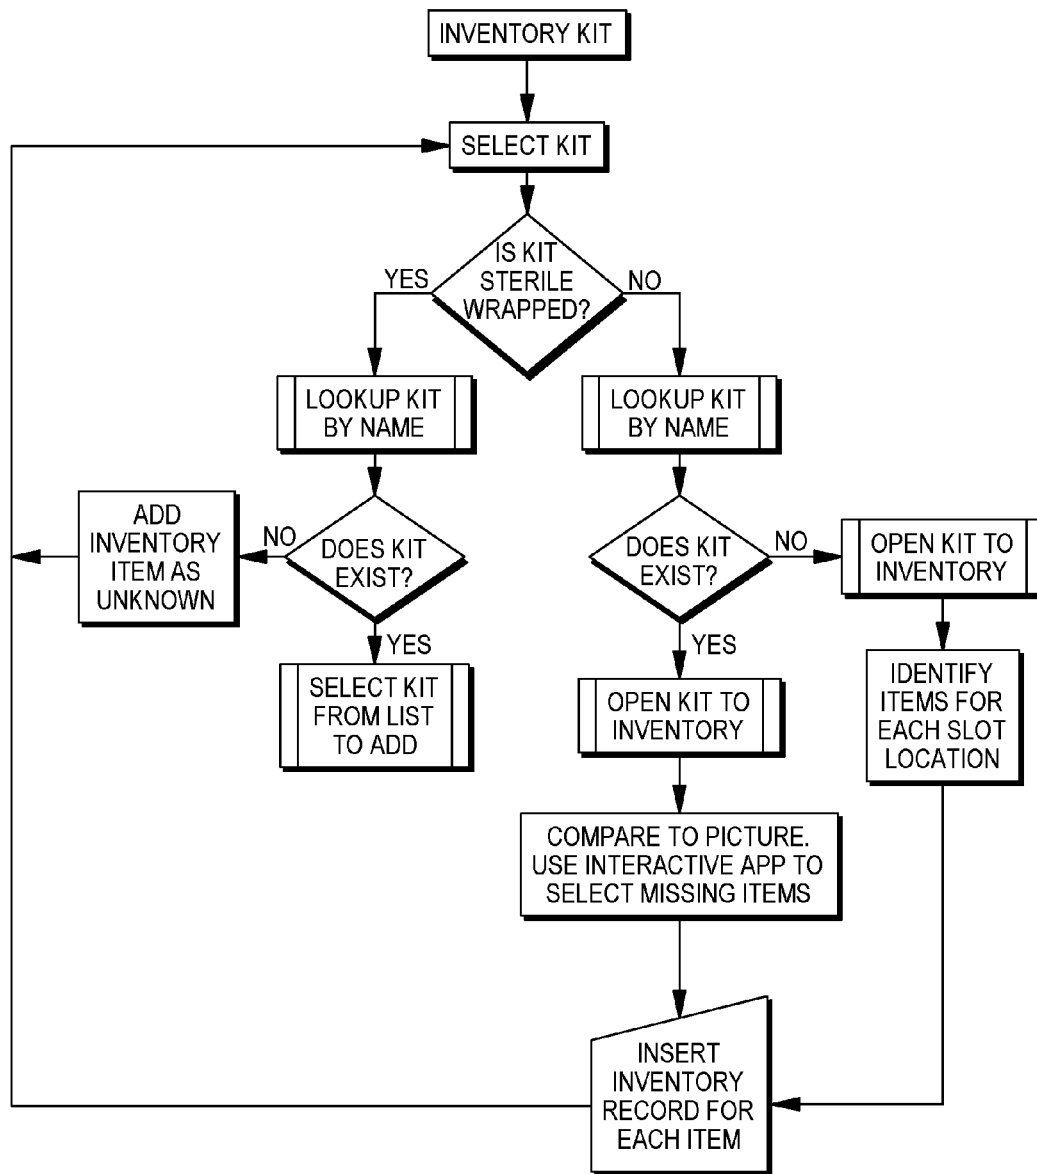 INVENTORY KIT
SELECT KIT
IS KIT
STERILE
WRAPPED?
YES
NO
LOOKUP KIT
BY NAME
LOOKUP KIT
BY NAME
ADD
INVENTORY
ITEM AS
UNKNOWN
NO
DOES KIT
EXIST?
YES
SELECT KIT
FROM LIST
TO ADD
DOES KIT
EXIST?
NO
OPEN KIT TO
INVENTORY
YES
OPEN KIT TO
INVENTORY
IDENTIFY
ITEMS FOR
EACH SLOT
LOCATION
COMPARE TO PICTURE.
USE INTERACTIVE APP TO
SELECT MISSING ITEMS
INSERT
INVENTORY
RECORD FOR
EACH ITEM